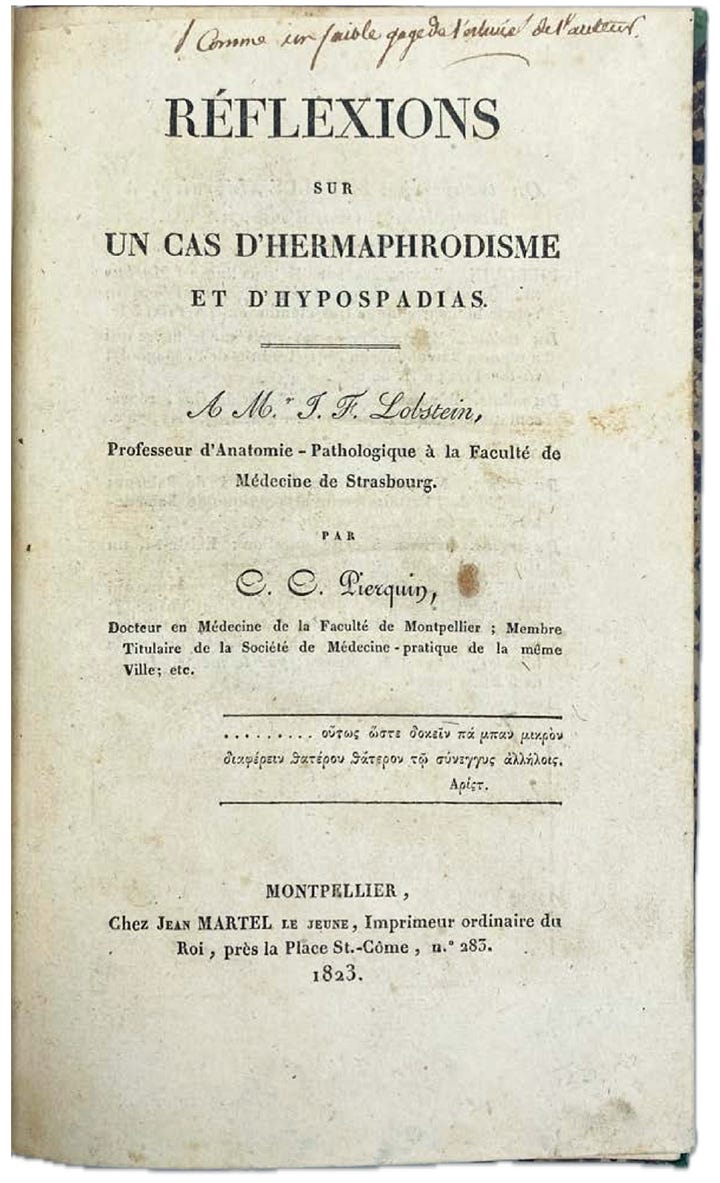 Comme un faible gage de l'estime de l'auteur.
RÉFLEXIONS
SUR
UN CAS D'HERMAPHRODISME
ET D'HYPOSPADIAS.
A M.r J. F. Lobstein,
Professeur d'Anatomie-Pathologique à la Faculté de
Médecine de Strasbourg.
PAR
C. C. Pierquin,
Docteur en Médecine de la Faculté de Montpellier ; Membre
Titulaire de la Société de Médecine-pratique de la même
Ville; etc.
. . . . . . . . . οὕτως ὥστε δοκεῖν πά μπαν μικρὸν
διαφέρειν θατέρου θάτερον τῷ σύνεγγυς ἀλλήλοις.
Αρίςτ.
MONTPELLIER,
Chez JEAN MARTEL LE JEUNE, Imprimeur ordinaire du
Roi, près la Place St.-Côme, n.° 283.
1823.